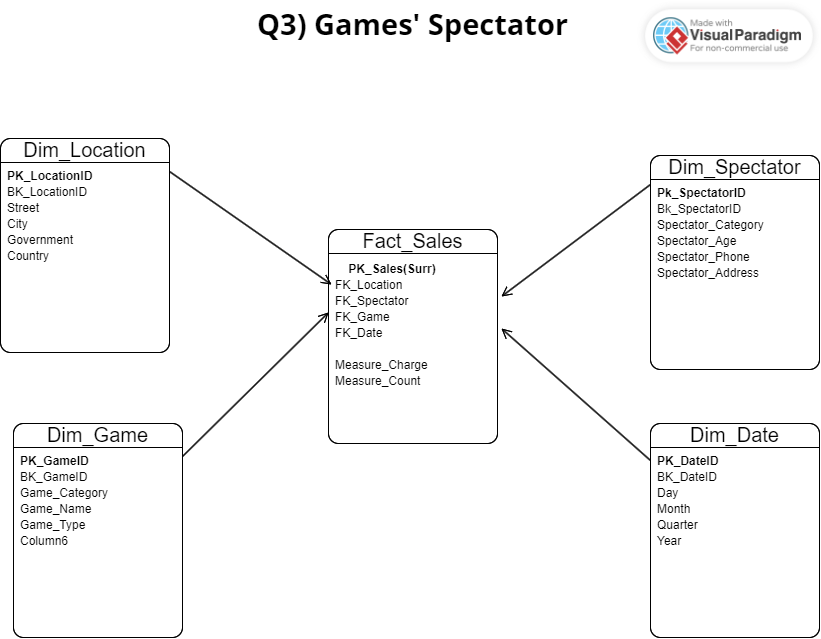 Q3) Games' Spectator
Made with
Visual Paradigm
For non-commercial use
Dim_Location
PK_LocationID
BK_LocationID
Street
City
Government
Country
Dim_Spectator
Pk_SpectatorID
Bk_SpectatorID
Spectator_Category
Spectator_Age
Spectator_Phone
Spectator_Address
Fact_Sales
PK_Sales(Surr)
FK_Location
FK_Spectator
FK_Game
FK_Date
Measure_Charge
Measure_Count
Dim_Game
PK_GameID
BK_GameID
Game_Category
Game_Name
Game_Type
Column6
Dim_Date
PK_DateID
BK_DateID
Day
Month
Quarter
Year